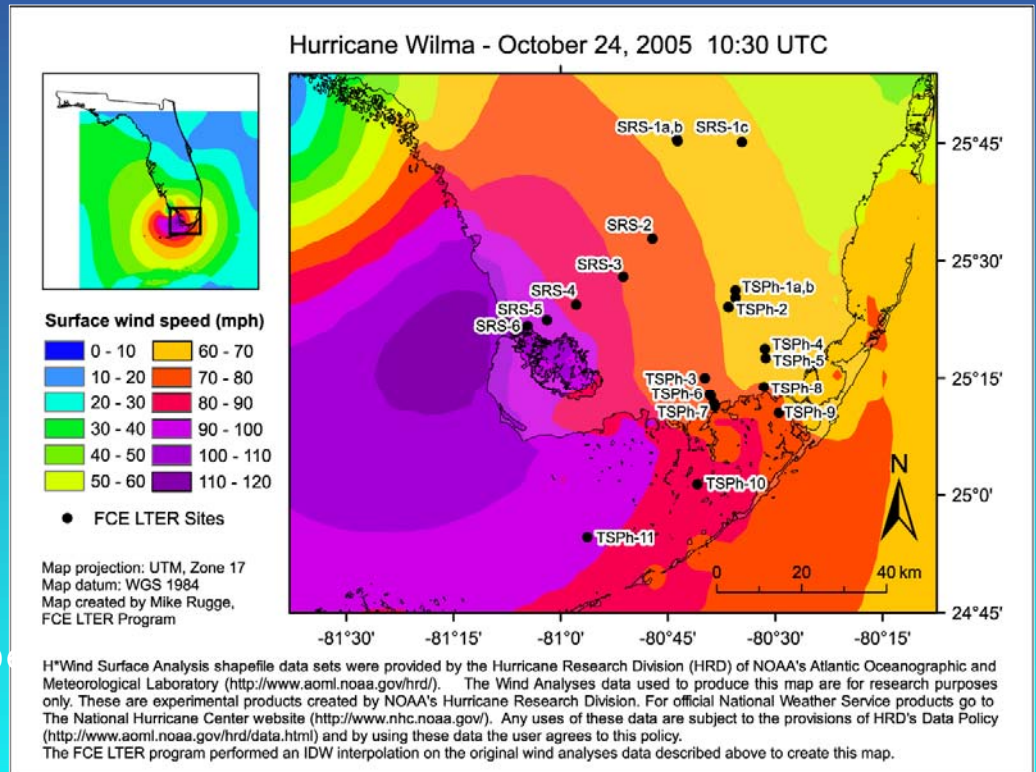 Hurricane Wilma - October 24, 2005 10:30 UTC
SRS-1a,b SRS-1c
25°45'
SRS-2
25°30'
SRS-3
TSPh-1a,b
SRS-4
TSPh-2
SRS-5
SRS-6
TSPh-4
TSPh-5
25°15'
TSPh-3
TSPh-8
TSPh-6
TSPh-7
TSPh-9
N
TSPh-10
25°0'
TSPh-11
0 20 40 km
24°45'
-81°30' -81°15' -81°0' -80°45' -80°30' -80°15'
Surface wind speed (mph)
0 - 10 60 - 70
10 - 20 70 - 80
20 - 30 80 - 90
30 - 40 90 - 100
40 - 50 100 - 110
50 - 60 110 - 120
FCE LTER Sites
Map projection: UTM, Zone 17
Map datum: WGS 1984
Map created by Mike Rugge,
FCE LTER Program
H*Wind Surface Analysis shapefile data sets were provided by the Hurricane Research Division (HRD) of NOAA's Atlantic Oceanographic and
Meteorological Laboratory (http://www.aoml.noaa.gov/hrd/). The Wind Analyses data used to produce this map are for research purposes
only. These are experimental products created by NOAA's Hurricane Research Division. For official National Weather Service products go to
The National Hurricane Center website (http://www.nhc.noaa.gov/). Any uses of these data are subject to the provisions of HRD's Data Policy
(http://www.aoml.noaa.gov/hrd/data.html) and by using these data the user agrees to this policy.
The FCE LTER program performed an IDW interpolation on the original wind analyses data described above to create this map.